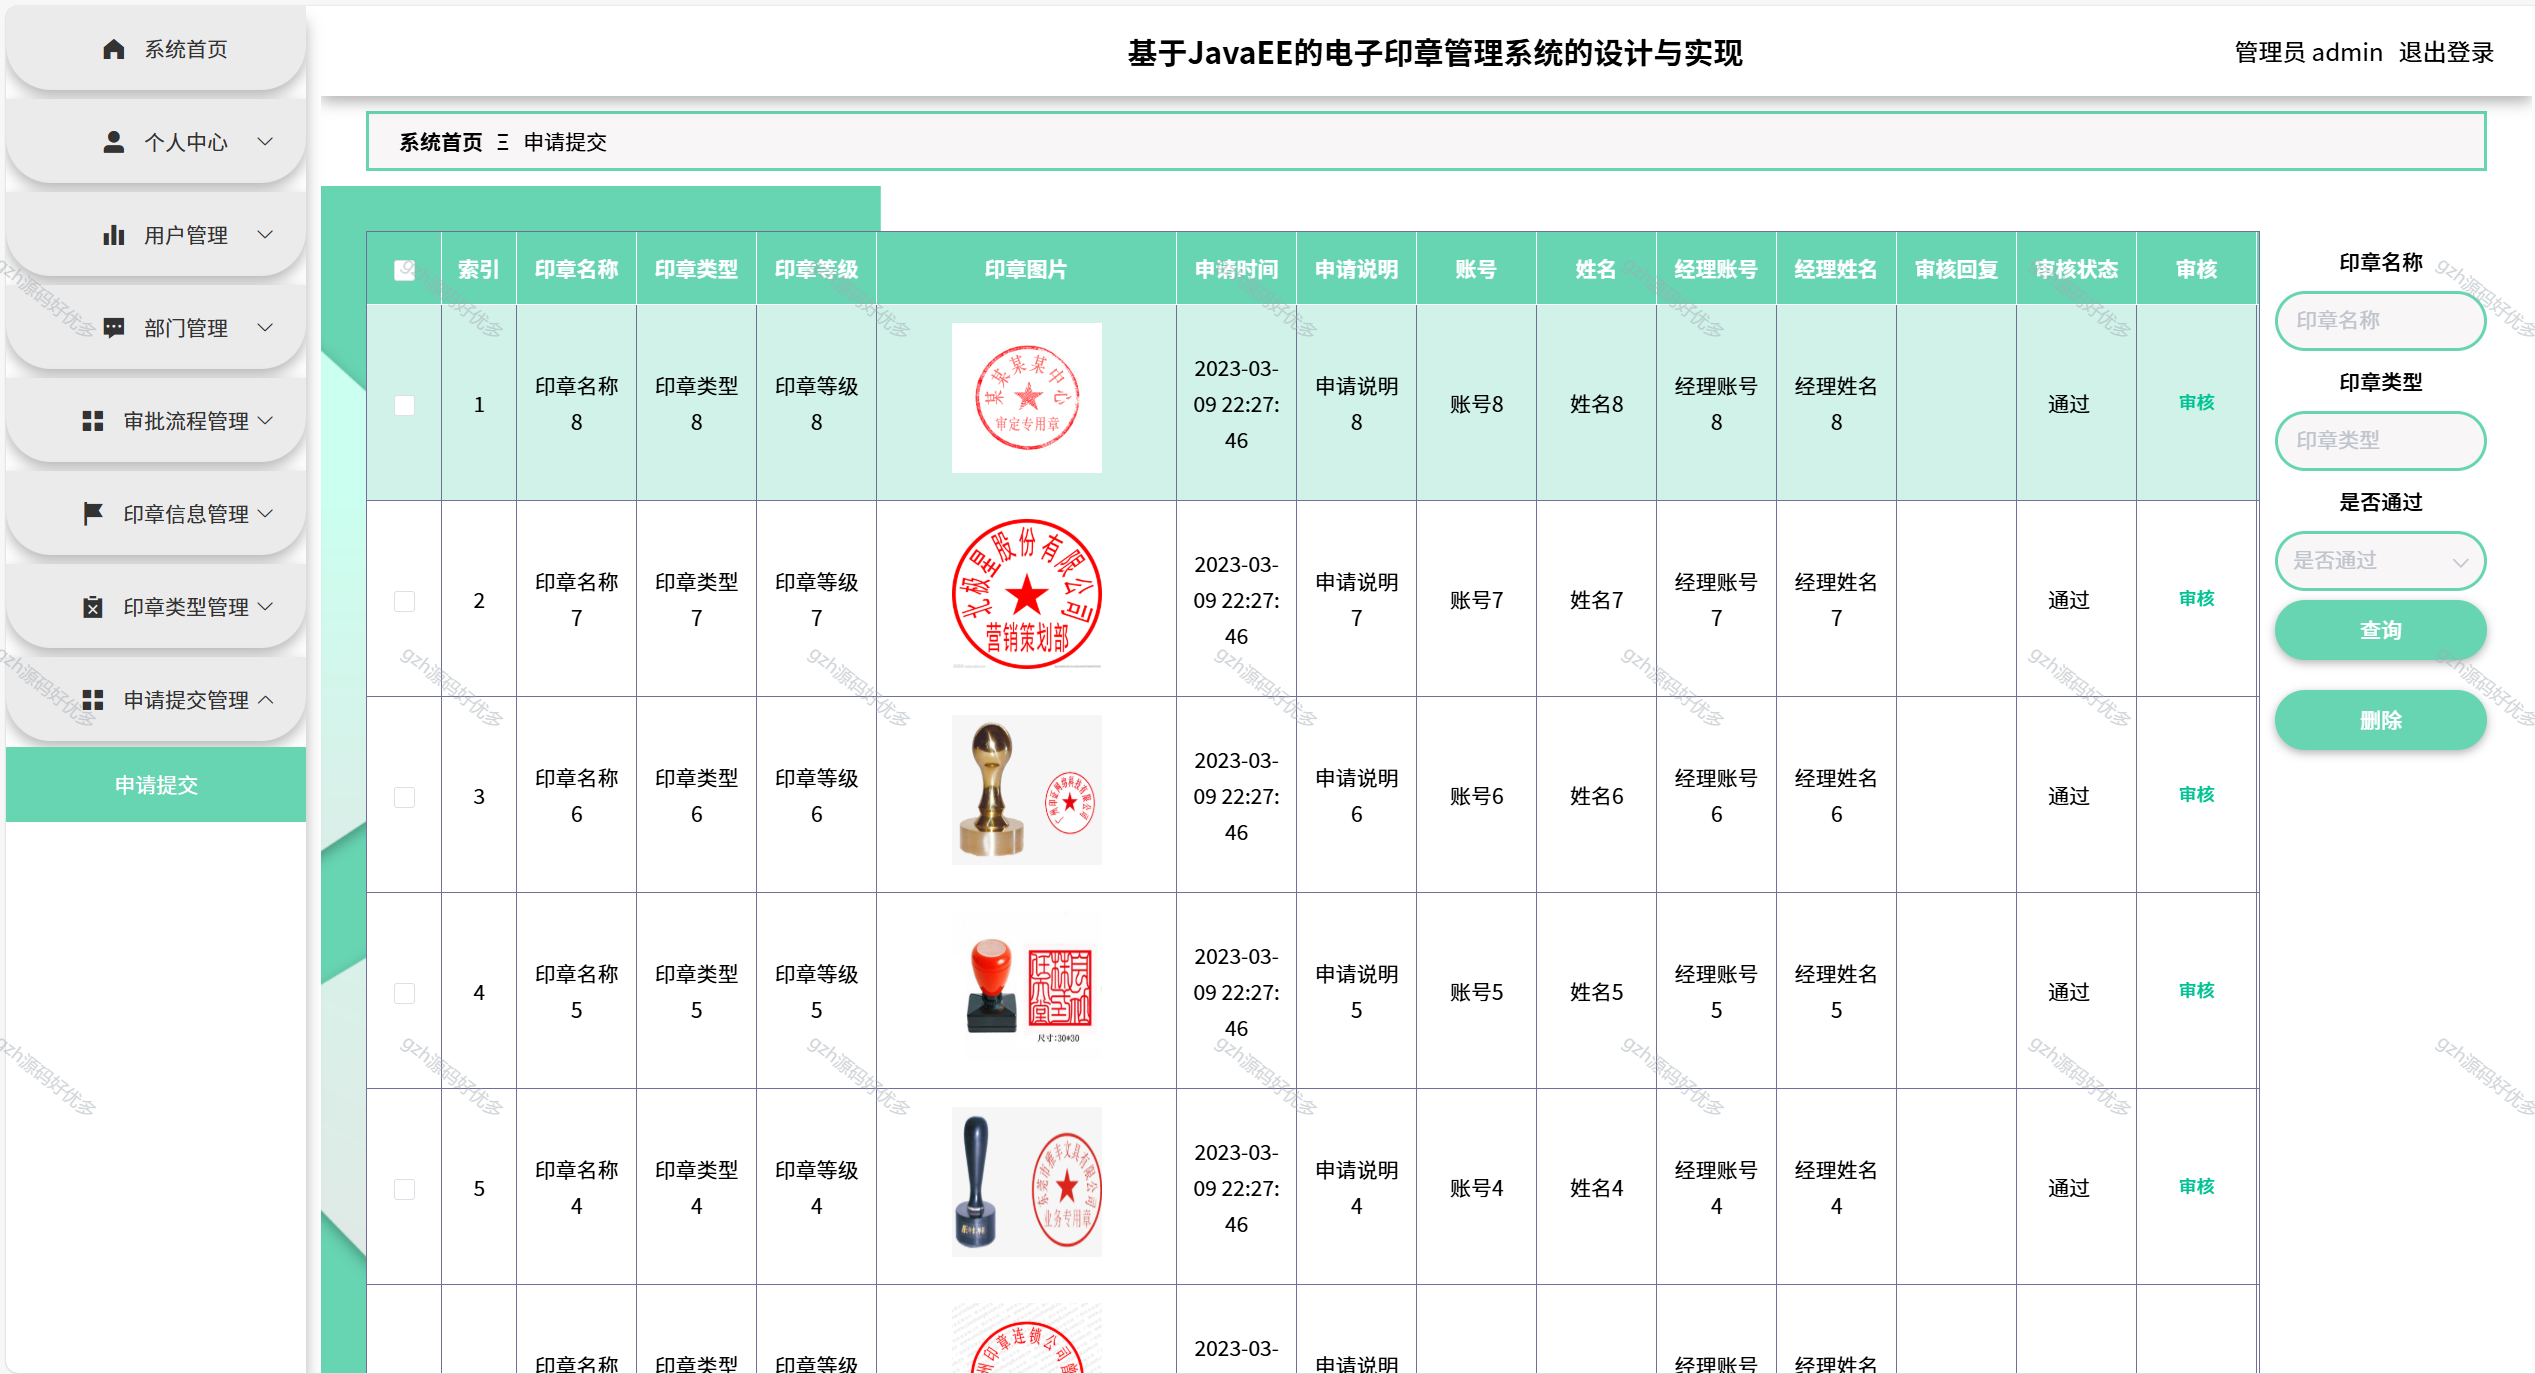 基于JavaEE的电子印章管理系统的设计与实现
管理员 admin 退出登录
系统首页
个人中心
用户管理
部门管理
审批流程管理
印章信息管理
印章类型管理
申请提交管理
申请提交
系统首页 Ξ 申请提交
索引 印章名称 印章类型 印章等级 印章图片 申请时间 申请说明 账号 姓名 经理账号 经理姓名 审核回复 审核状态 审核
1 印章名称8 印章类型8 印章等级8 2023-03-09 22:27:46 申请说明8 账号8 姓名8 经理账号8 经理姓名8 通过 审核
某某某某中心
审定专用章
2 印章名称7 印章类型7 印章等级7 2023-03-09 22:27:46 申请说明7 账号7 姓名7 经理账号7 经理姓名7 通过 审核
北极星股份有限公司
营销策划部
3 印章名称6 印章类型6 印章等级6 2023-03-09 22:27:46 申请说明6 账号6 姓名6 经理账号6 经理姓名6 通过 审核
4 印章名称5 印章类型5 印章等级5 2023-03-09 22:27:46 申请说明5 账号5 姓名5 经理账号5 经理姓名5 通过 审核
尺寸:30*30
5 印章名称4 印章类型4 印章等级4 2023-03-09 22:27:46 申请说明4 账号4 姓名4 经理账号4 经理姓名4 通过 审核
业务专用章
印章名称 印章类型 印章等级 2023-03- 申请说明 经理账号 经理姓名
印章名称
印章名称
印章类型
印章类型
是否通过
是否通过
查询
删除
gzh源码好优多